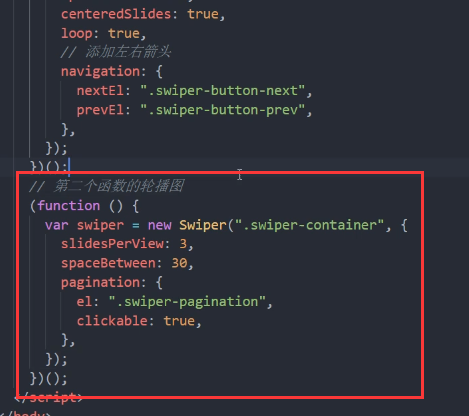 centeredSlides: true,
loop: true,
// 添加左右箭头
navigation: {
nextEl: ".swiper-button-next",
prevEl: ".swiper-button-prev",
},
});
})();
// 第二个函数的轮播图
(function () {
var swiper = new Swiper(".swiper-container", {
slidesPerView: 3,
spaceBetween: 30,
pagination: {
el: ".swiper-pagination",
clickable: true,
},
});
})();
</script>
</body>